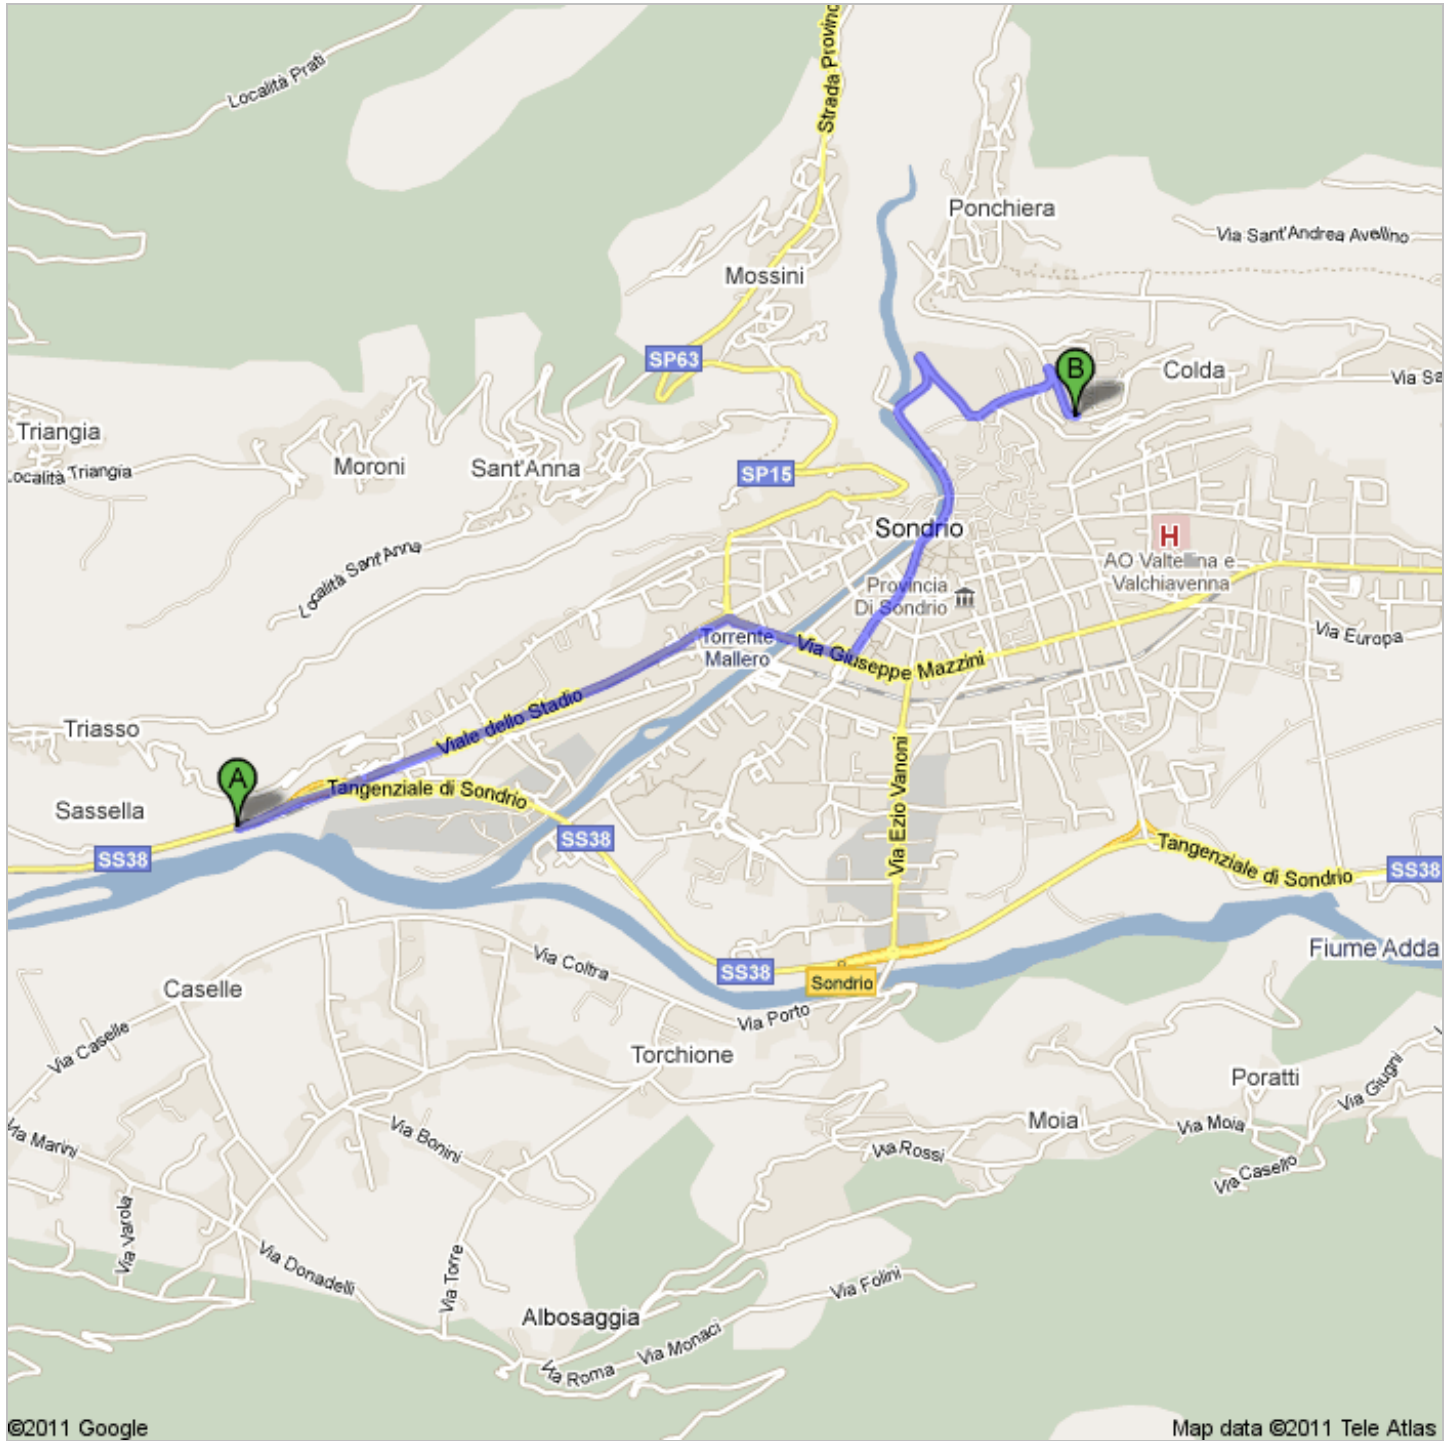 Località Prati
Strada Provinc
Ponchiera
Via Sant'Andrea Avellino
Mossini
SP63
B
Colda
Via Sa
Triangia
ocalità Triangia
Moroni
Sant'Anna
SP15
Sondrio
H
AO Valtellina e
Valchiavenna
Località Sant'Anna
Provincia
Di Sondrio
Via Europa
Torrente
Mallero
Via Giuseppe Mazzini
Viale dello Stadio
Triasso
A
Tangenziale di Sondrio
Sassella
SS38
SS38
Via Ezio Vanoni
Tangenziale di Sondrio
SS38
Fiume Adda
Via Coltra
SS38
Sondrio
Caselle
Via Porto
Via Caselle
Torchione
Poratti
Via Giugni
Moia
Via Moia
Via Marini
Via Bonini
Via Rossi
Via Casello
Via Varola
Via Donadelli
Via Torre
Via Folini
Albosaggia
Via Monaci
Via Roma
©2011 Google
Map data ©2011 Tele Atlas